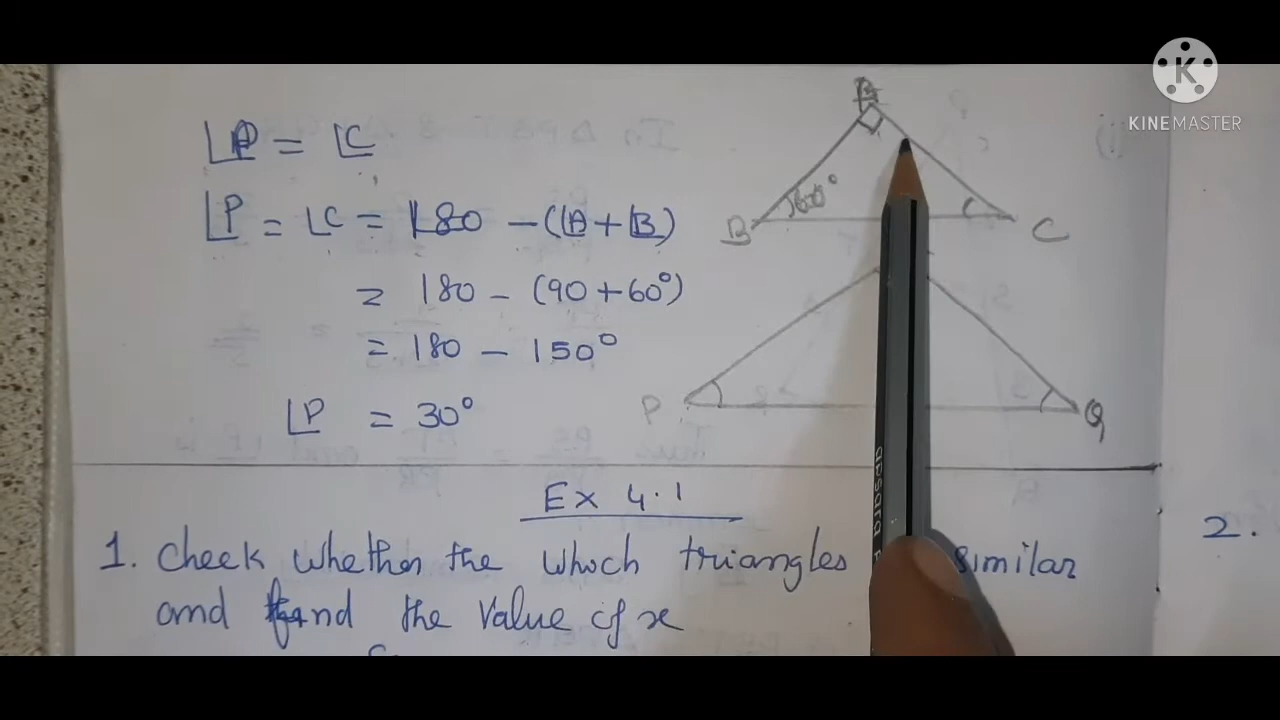 ∠P = ∠C
∠P = ∠C = 180 - (∠A + ∠B)
= 180 - (90 + 60°)
= 180 - 150°
∠P = 30°
B 60° C
P Q
Ex 4.1
1. Check whether the which triangles similar
and find the value of x
2.
apsara
K
KINEMASTER